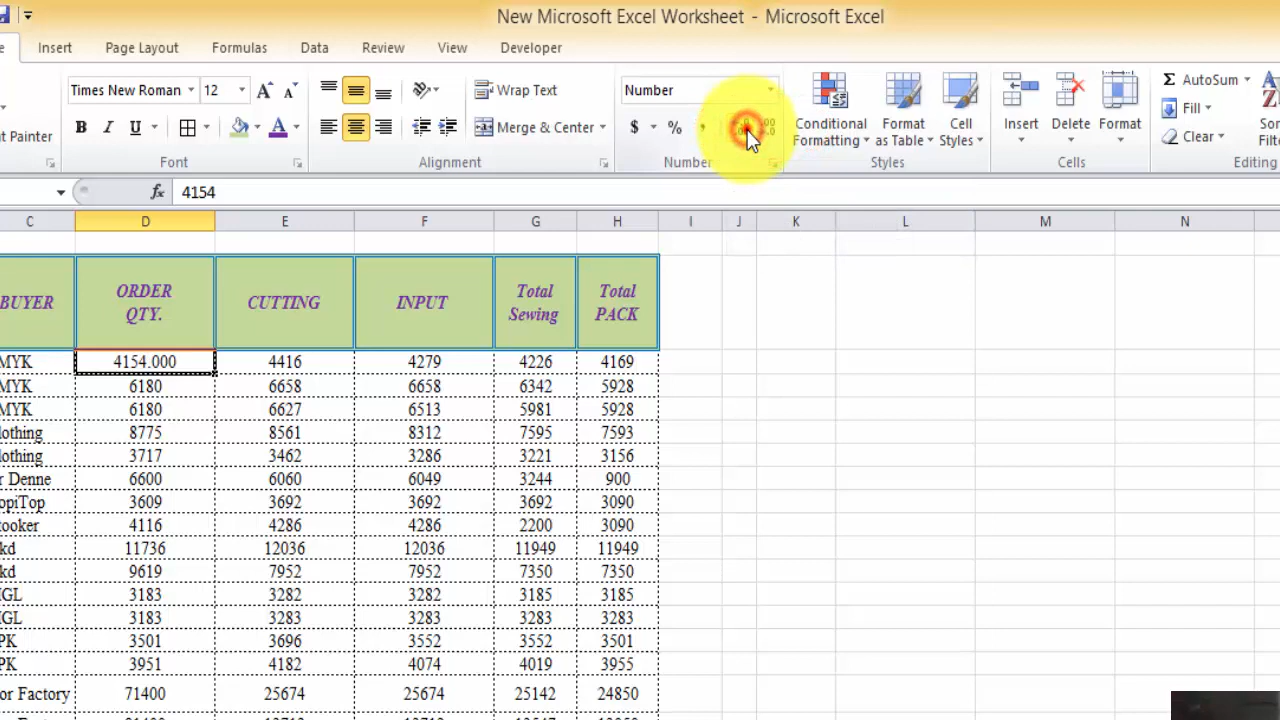 New Microsoft Excel Worksheet - Microsoft Excel
Insert Page Layout Formulas Data Review View Developer
Times New Roman 12 Wrap Text Number AutoSum
Painter B I U Merge & Center $ % , Conditional Formatting Format as Table Cell Styles Insert Delete Format Fill Clear
Font Alignment Number Styles Cells Editing
fx 4154
C D E F G H I J K L M N
BUYER ORDER QTY. CUTTING INPUT Total Sewing Total PACK
MYK 4154.000 4416 4279 4226 4169
MYK 6180 6658 6658 6342 5928
MYK 6180 6627 6513 5981 5928
lothing 8775 8561 8312 7595 7593
lothing 3717 3462 3286 3221 3156
r Denne 6600 6060 6049 3244 900
opiTop 3609 3692 3692 3692 3090
ooker 4116 4286 4286 2200 3090
kd 11736 12036 12036 11949 11949
kd 9619 7952 7952 7350 7350
GL 3183 3282 3282 3185 3185
GL 3183 3283 3283 3283 3283
PK 3501 3696 3552 3552 3501
PK 3951 4182 4074 4019 3955
or Factory 71400 25674 25674 25142 24850